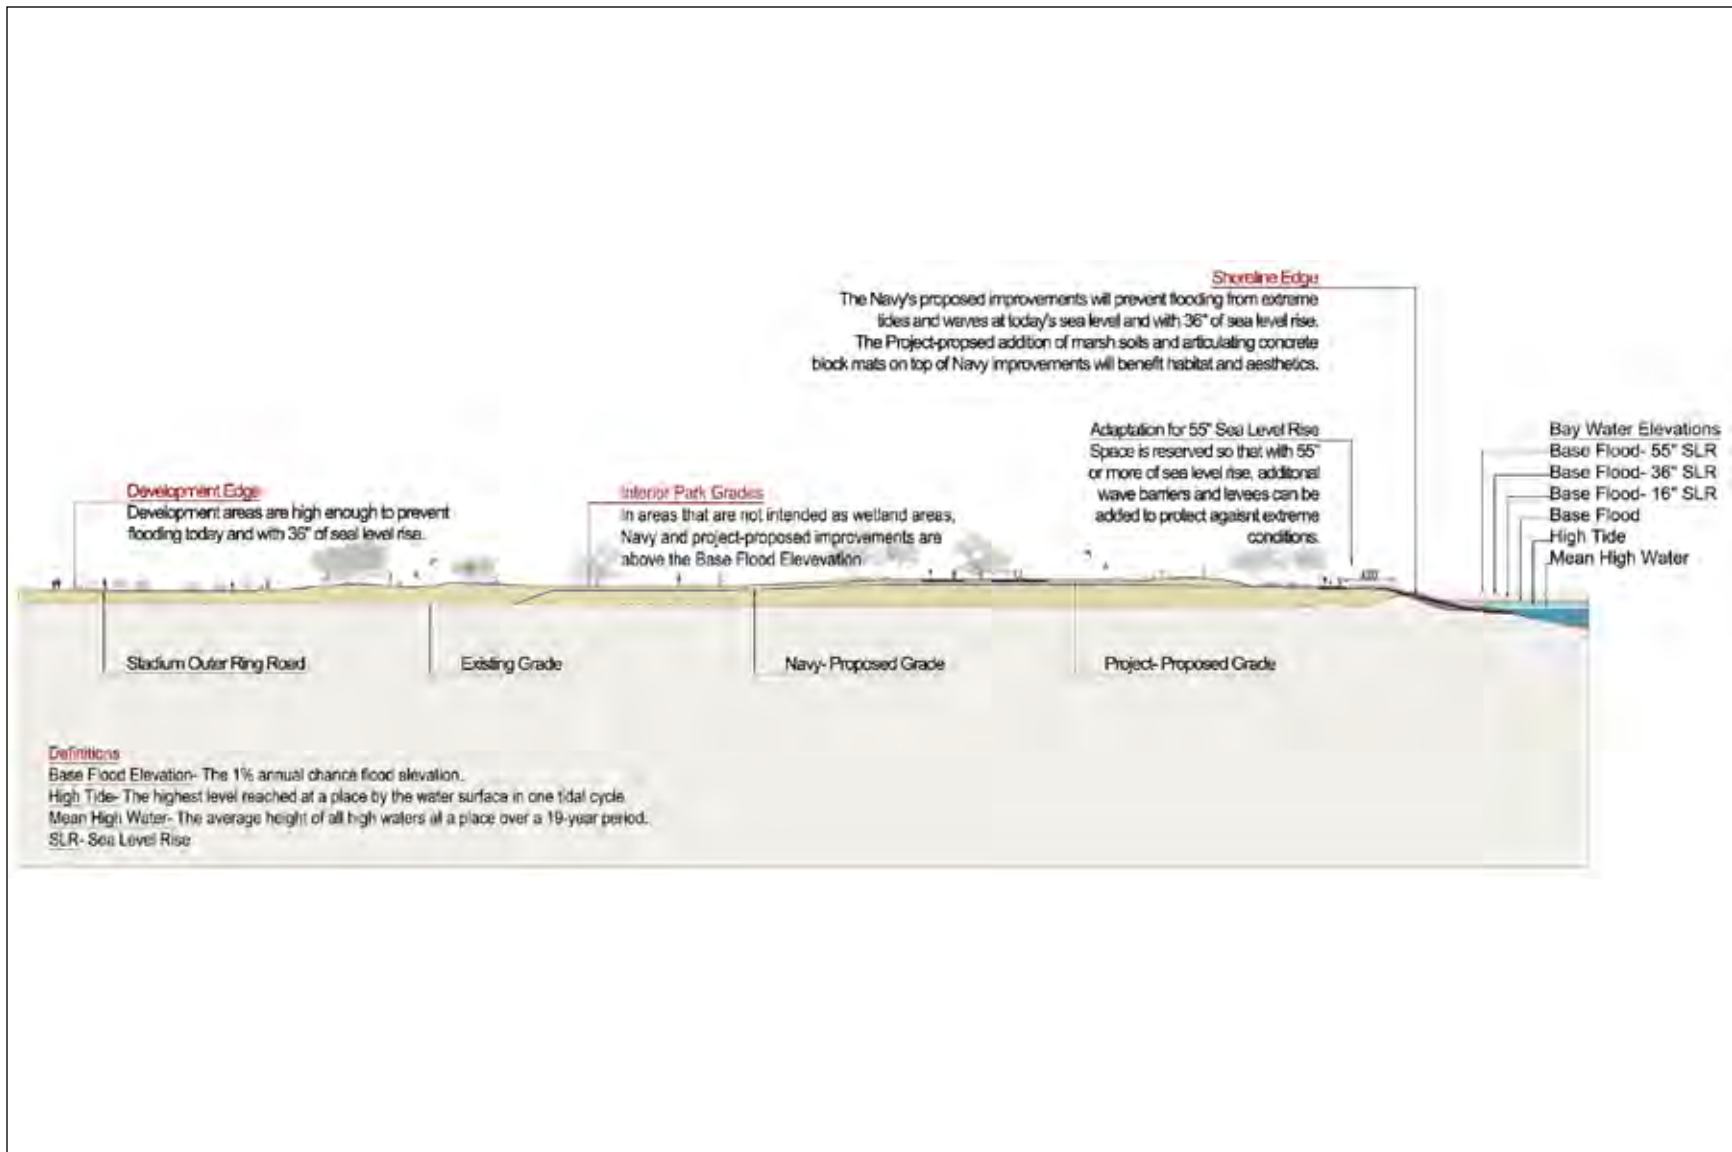 Shoreline Edge
The Navy's proposed improvements will prevent flooding from extreme
tides and waves at today's sea level and with 36" of sea level rise.
The Project-propsed addition of marsh soils and articulating concrete
block mats on top of Navy improvements will benefit habitat and aesthetics.
Adaptation for 55" Sea Level Rise
Space is reserved so that with 55"
or more of sea level rise, additonal
wave barriers and levees can be
added to protect agaisnt extreme
conditions.
Bay Water Elevations
Base Flood- 55" SLR
Base Flood- 36" SLR
Base Flood- 16" SLR
Base Flood
High Tide
Mean High Water
Development Edge
Development areas are high enough to prevent
flooding today and with 36" of seal level rise.
Interior Park Grades
In areas that are not intended as wetland areas,
Navy and project-proposed improvements are
above the Base Flood Elevevation
Stadium Outer Ring Road
Existing Grade
Navy- Proposed Grade
Project- Proposed Grade
Definitions
Base Flood Elevation- The 1% annual chance flood elevation.
High Tide- The highest level reached at a place by the water surface in one tidal cycle.
Mean High Water- The average height of all high waters at a place over a 19-year period.
SLR- Sea Level Rise